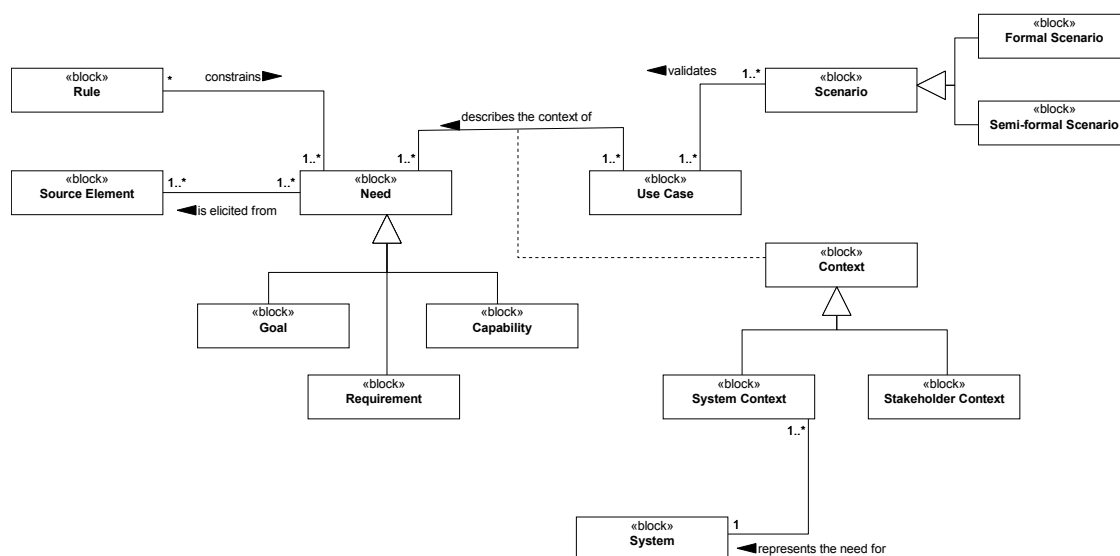 «block»
Formal Scenario
«block»
Rule
*
constrains
validates
1..*
«block»
Scenario
«block»
Semi-formal Scenario
describes the context of
1..*
1..*
1..*
1..*
«block»
Source Element
1..*
1..*
is elicited from
«block»
Need
«block»
Use Case
«block»
Context
«block»
Goal
«block»
Capability
«block»
Requirement
«block»
System Context
«block»
Stakeholder Context
1..*
«block»
System
1
represents the need for